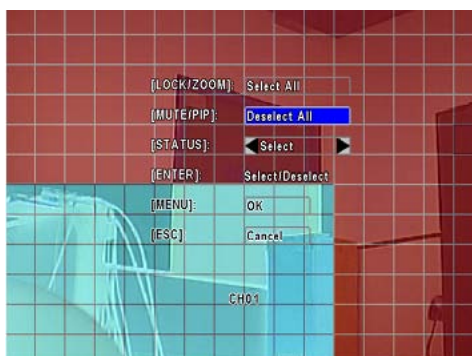 [LOCK/ZOOM]: Select All
[MUTE/PIP]: Deselect All
[STATUS]: Select
[ENTER]: Select/Deselect
[MENU]: OK
[ESC] Cancel
CH01